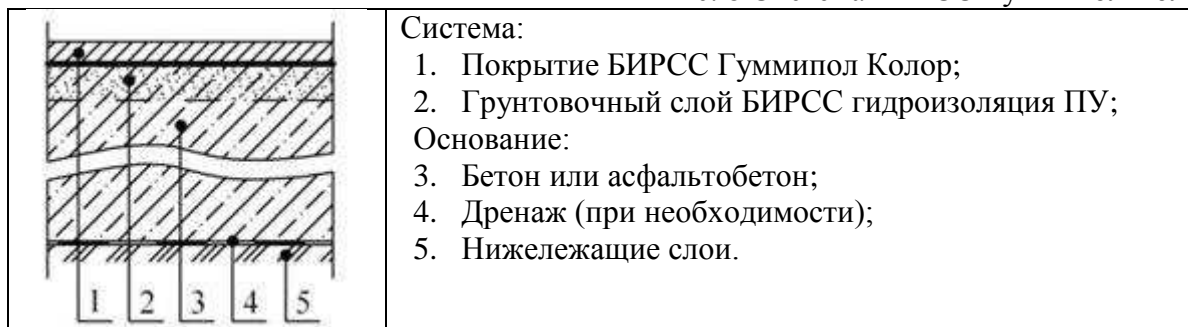 Система:
1. Покрытие БИРСС Гуммипол Колор;
2. Грунтовочный слой БИРСС гидроизоляция ПУ;
Основание:
3. Бетон или асфальтобетон;
4. Дренаж (при необходимости);
5. Нижележащие слои.
1 2 3 4 5